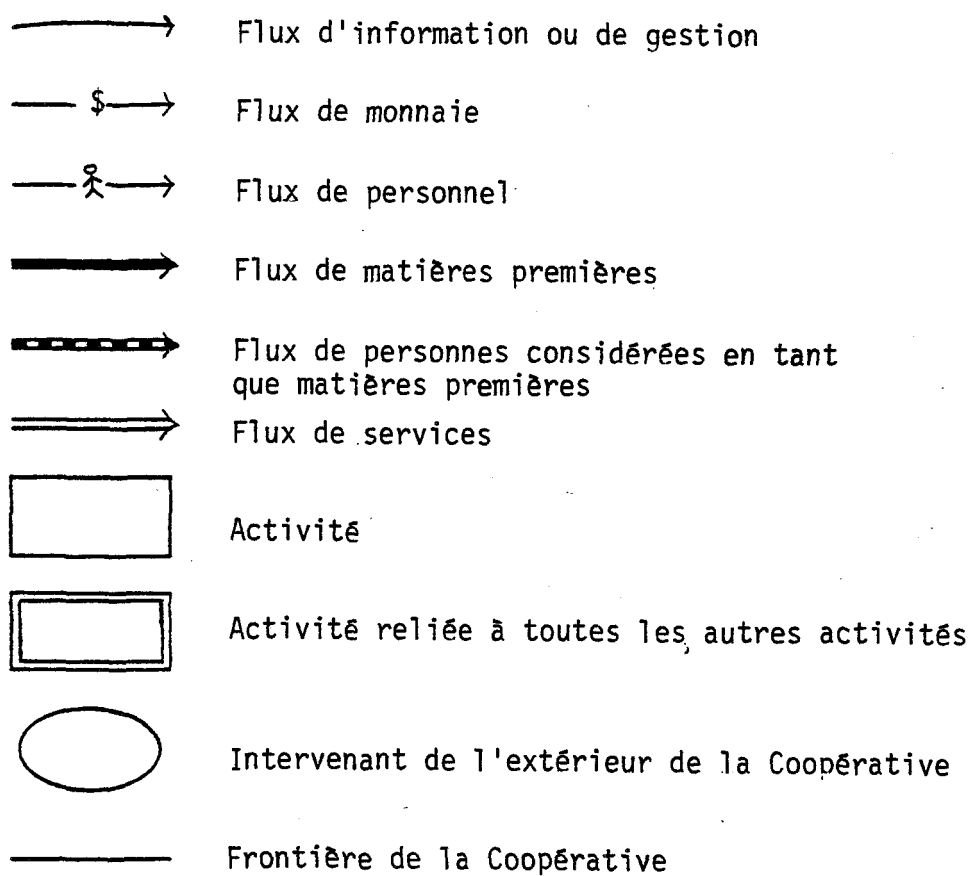 Flux d'information ou de gestion
$
Flux de monnaie
Flux de personnel
Flux de matières premières
Flux de personnes considérées en tant
que matières premières
Flux de services
Activité
Activité reliée à toutes les autres activités
Intervenant de l'extérieur de la Coopérative
Frontière de la Coopérative